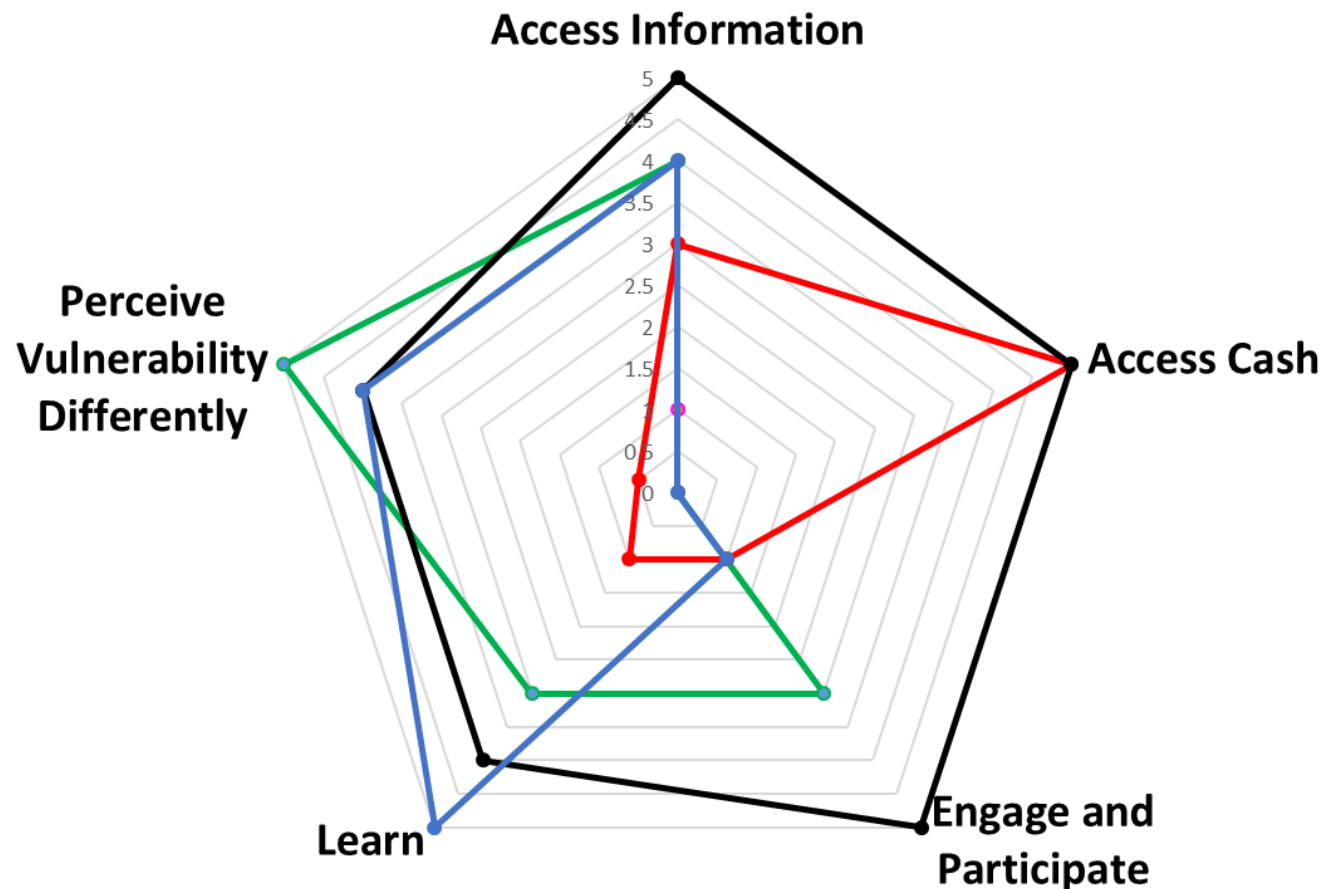 Access Information
5
4.5
4
3.5
3
2.5
2
1.5
1
0.5
0
Perceive
Vulnerability
Differently
Access Cash
Learn
Engage and
Participate